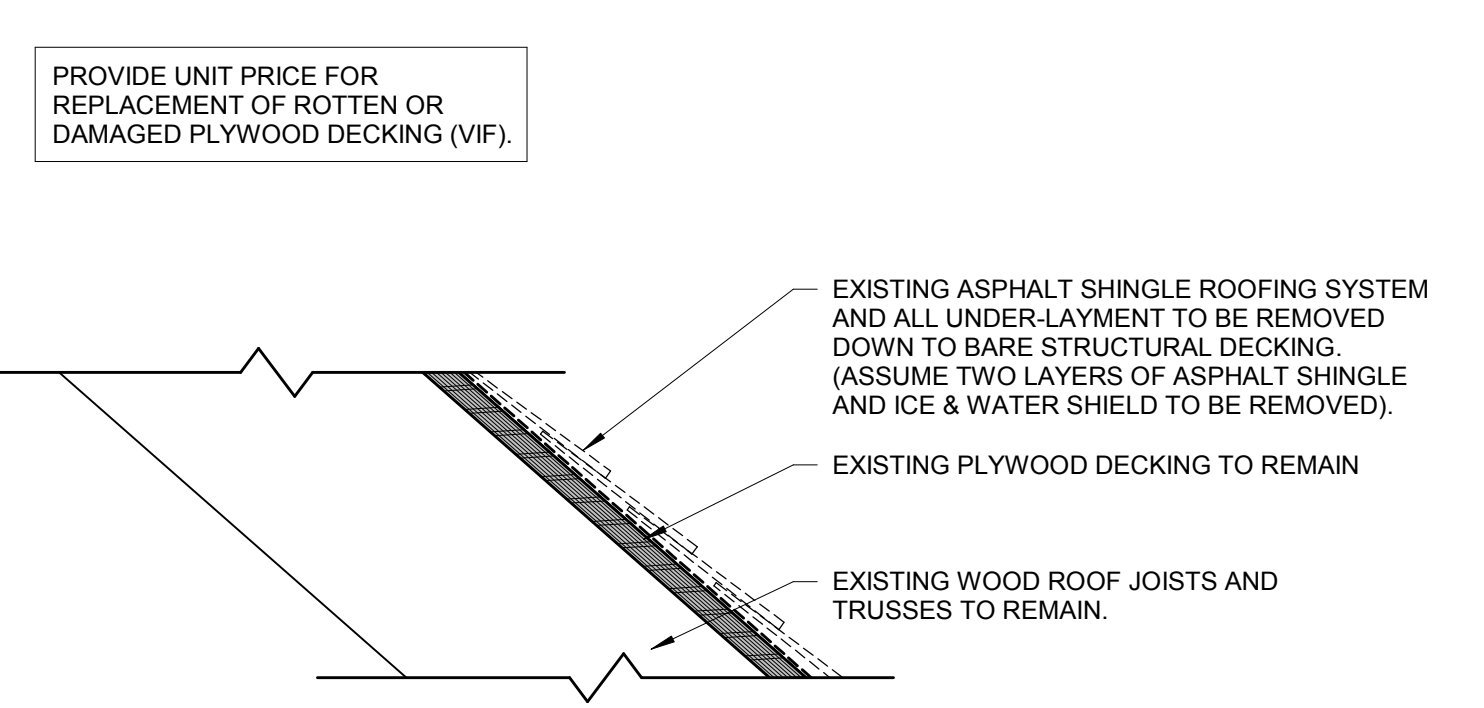 PROVIDE UNIT PRICE FOR
REPLACEMENT OF ROTTEN OR
DAMAGED PLYWOOD DECKING (VIF).
EXISTING ASPHALT SHINGLE ROOFING SYSTEM
AND ALL UNDER-LAYMENT TO BE REMOVED
DOWN TO BARE STRUCTURAL DECKING.
(ASSUME TWO LAYERS OF ASPHALT SHINGLE
AND ICE & WATER SHIELD TO BE REMOVED).
EXISTING PLYWOOD DECKING TO REMAIN
EXISTING WOOD ROOF JOISTS AND
TRUSSES TO REMAIN.